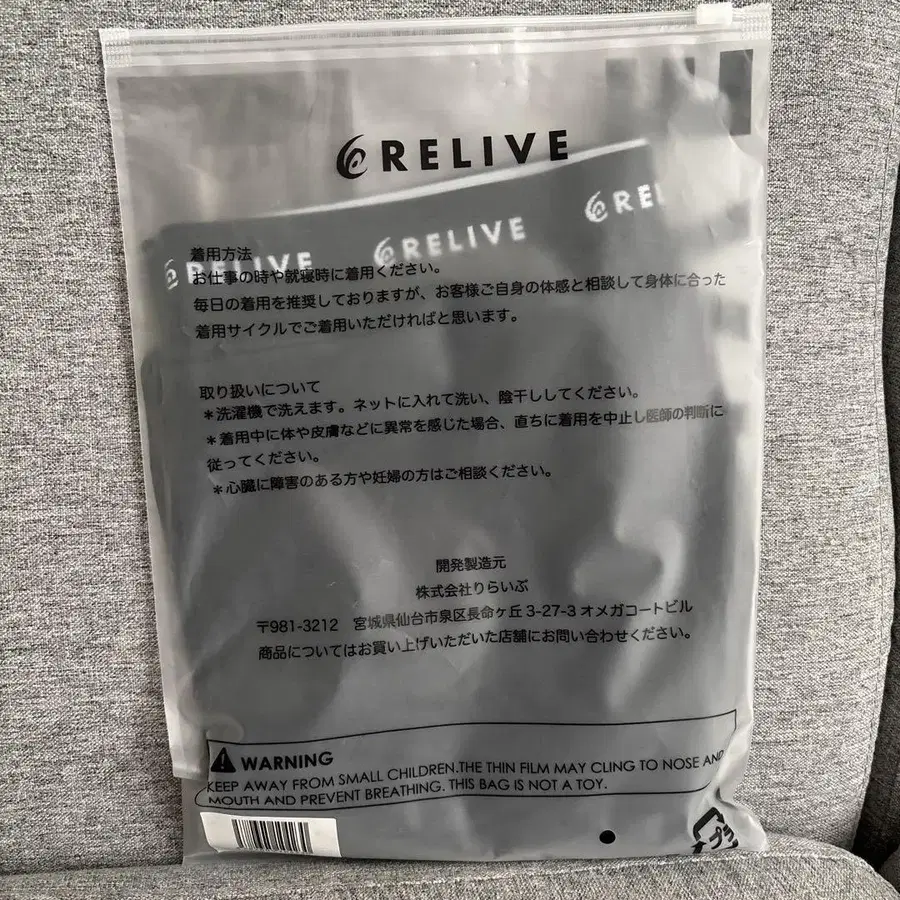 RELIVE
RELIVE RELIVE RE
着用方法
お仕事の時や就寝時に着用ください。
毎日の着用を推奨しておりますが、お客様ご自身の体感と相談して身体に合った
着用サイクルでご着用いただければと思います。
取り扱いについて
＊洗濯機で洗えます。ネットに入れて洗い、陰干ししてください。
＊着用中に体や皮膚などに異常を感じた場合、直ちに着用を中止し医師の判断に
従ってください。
＊心臓に障害のある方や妊婦の方はご相談ください。
開発製造元
株式会社りらいぶ
〒981-3212 宮城県仙台市泉区長命ヶ丘3-27-3 オメガコートビル
商品についてはお買い上げいただいた店舗にお問い合わせください。
WARNING
KEEP AWAY FROM SMALL CHILDREN.THE THIN FILM MAY CLING TO NOSE AND
MOUTH AND PREVENT BREATHING. THIS BAG IS NOT A TOY.
プラ